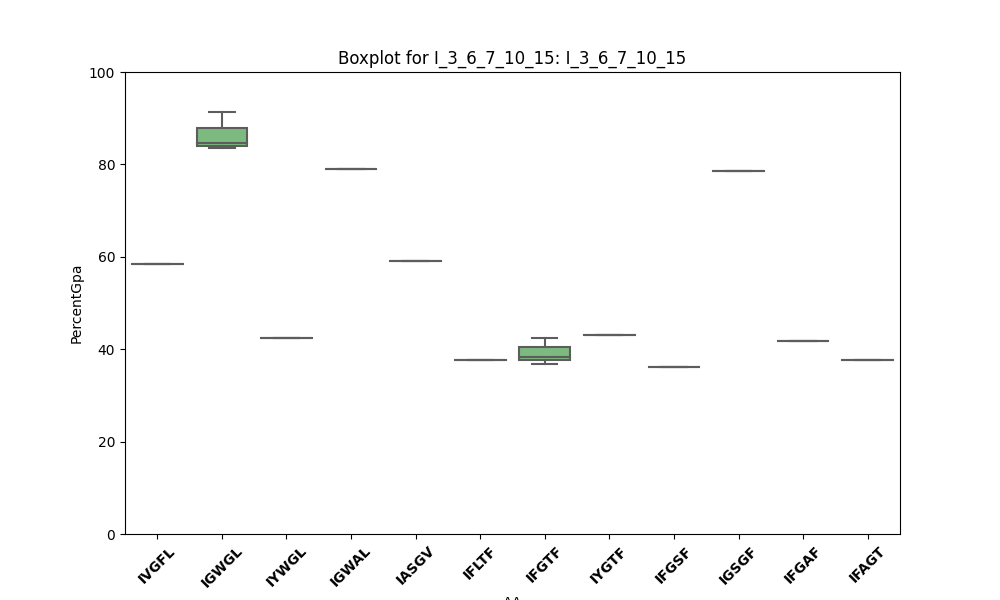 Boxplot for I_3_6_7_10_15: I_3_6_7_10_15
100
80
60
40
20
0
PercentGpa
IVGFL IGWGL IYWGL IGWAL IASGV IFLTF IFGTF IYGTF IFGSF IGSGF IFGAF IFAGT
AA